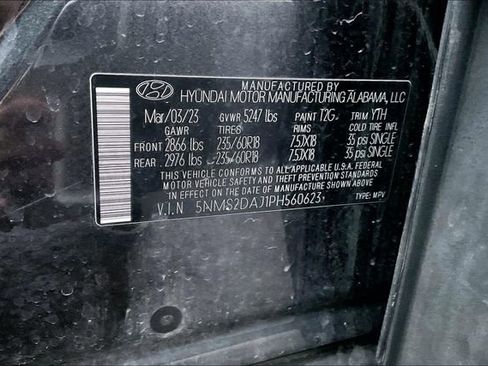 MANUFACTURED BY
HYUNDAI MOTOR MANUFACTURING ALABAMA, LLC
Mar/03/23 GVWR 5247 lbs PAINT T2G TRIM YTH
GAWR TIRES RIMS COLD TIRE INFL
FRONT 2866 lbs 235/60R18 7.5JX18 35 psi SINGLE
REAR 2976 lbs 235/60R18 7.5JX18 35 psi SINGLE
THIS VEHICLE CONFORMS TO ALL APPLICABLE U.S.A FEDERAL
MOTOR VEHICLE SAFETY, BUMPER, AND THEFT PREVENTION STANDARDS
IN EFFECT ON THE DATE OF MANUFACTURE SHOWN ABOVE.
V.I.N 5NMS2DAJ1PH560623 TYPE: MPV